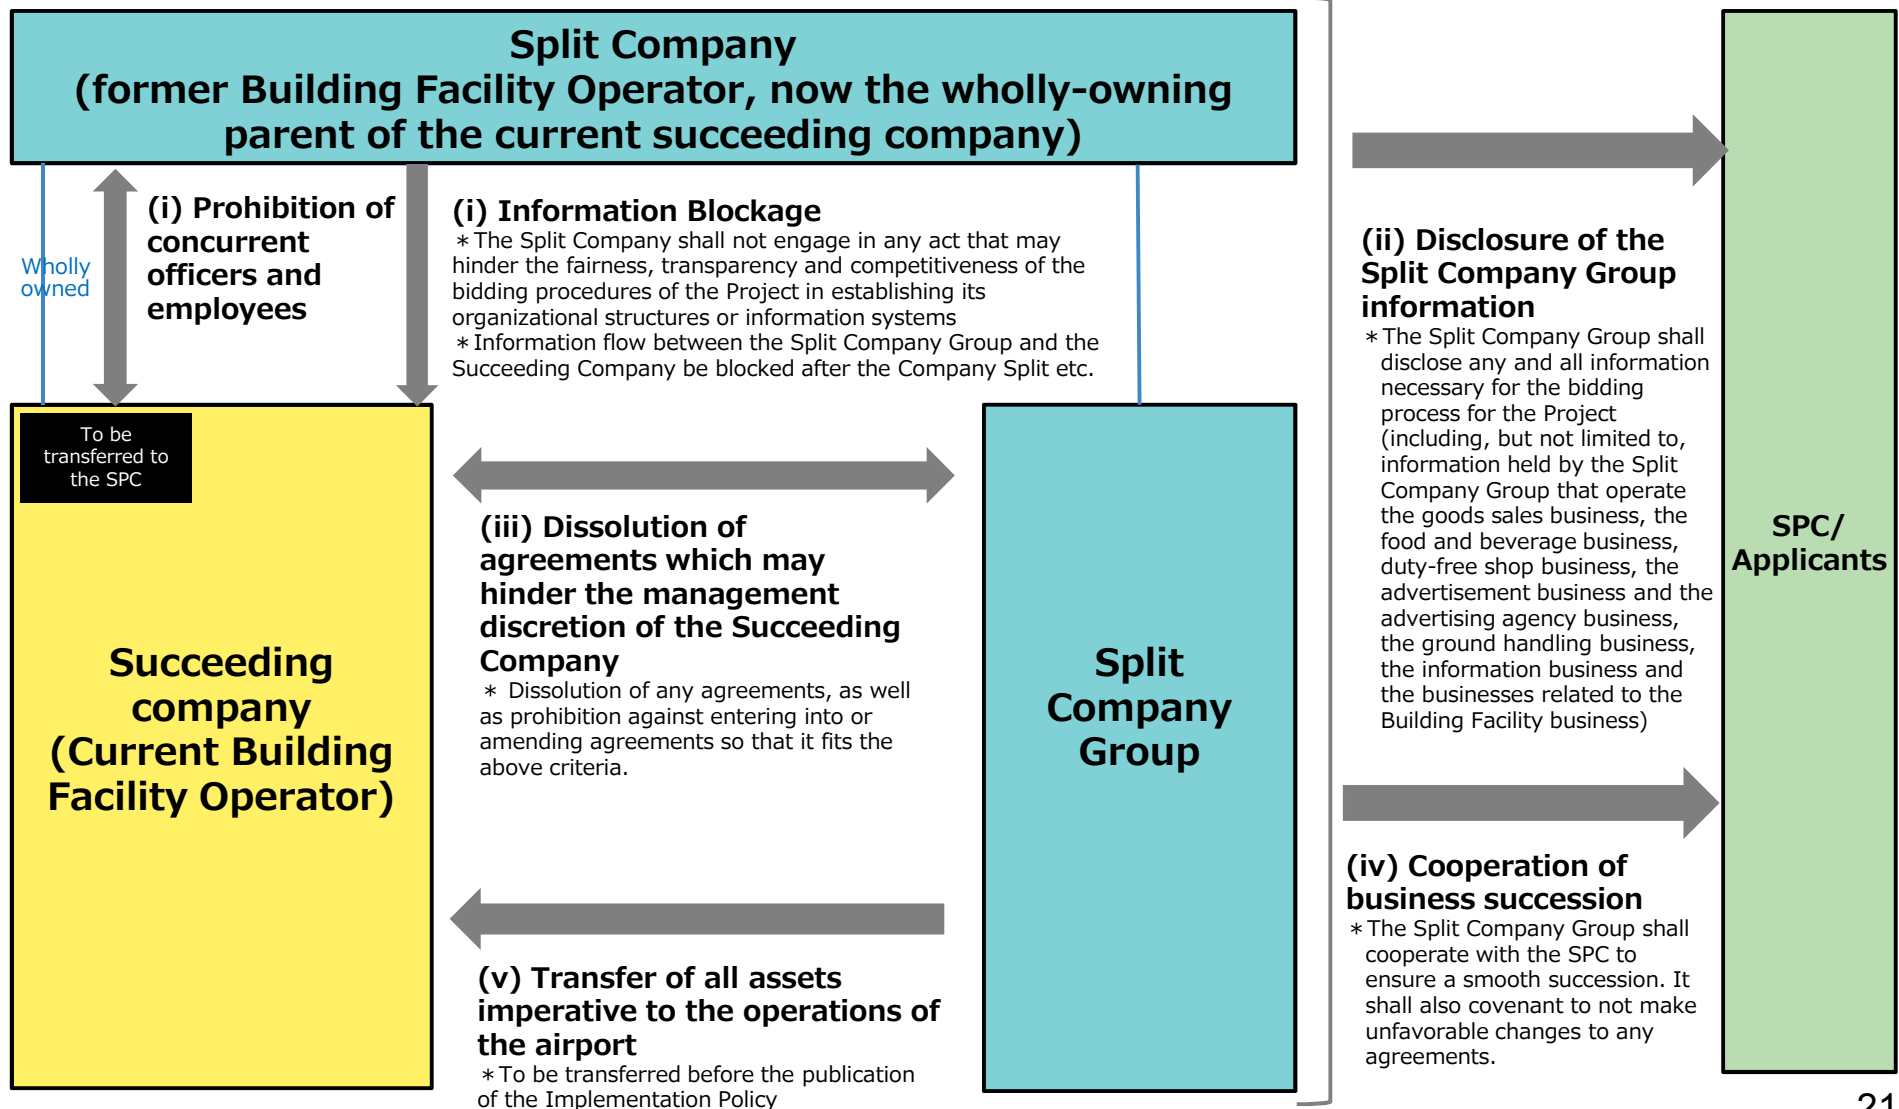 Split Company
(former Building Facility Operator, now the wholly-owning
parent of the current succeeding company)
Wholly
owned
(i) Prohibition of
concurrent
officers and
employees
(i) Information Blockage
＊The Split Company shall not engage in any act that may
hinder the fairness, transparency and competitiveness of the
bidding procedures of the Project in establishing its
organizational structures or information systems
＊Information flow between the Split Company Group and the
Succeeding Company be blocked after the Company Split etc.
To be
transferred to
the SPC
Succeeding
company
(Current Building
Facility Operator)
(iii) Dissolution of
agreements which may
hinder the management
discretion of the Succeeding
Company
＊ Dissolution of any agreements, as well
as prohibition against entering into or
amending agreements so that it fits the
above criteria.
(v) Transfer of all assets
imperative to the operations of
the airport
＊To be transferred before the publication
of the Implementation Policy
Split
Company
Group
(ii) Disclosure of the
Split Company Group
information
＊The Split Company Group shall
disclose any and all information
necessary for the bidding
process for the Project
(including, but not limited to,
information held by the Split
Company Group that operate
the goods sales business, the
food and beverage business,
duty-free shop business, the
advertisement business and the
advertising agency business,
the ground handling business,
the information business and
the businesses related to the
Building Facility business)
(iv) Cooperation of
business succession
＊The Split Company Group shall
cooperate with the SPC to
ensure a smooth succession. It
shall also covenant to not make
unfavorable changes to any
agreements.
SPC/
Applicants
21